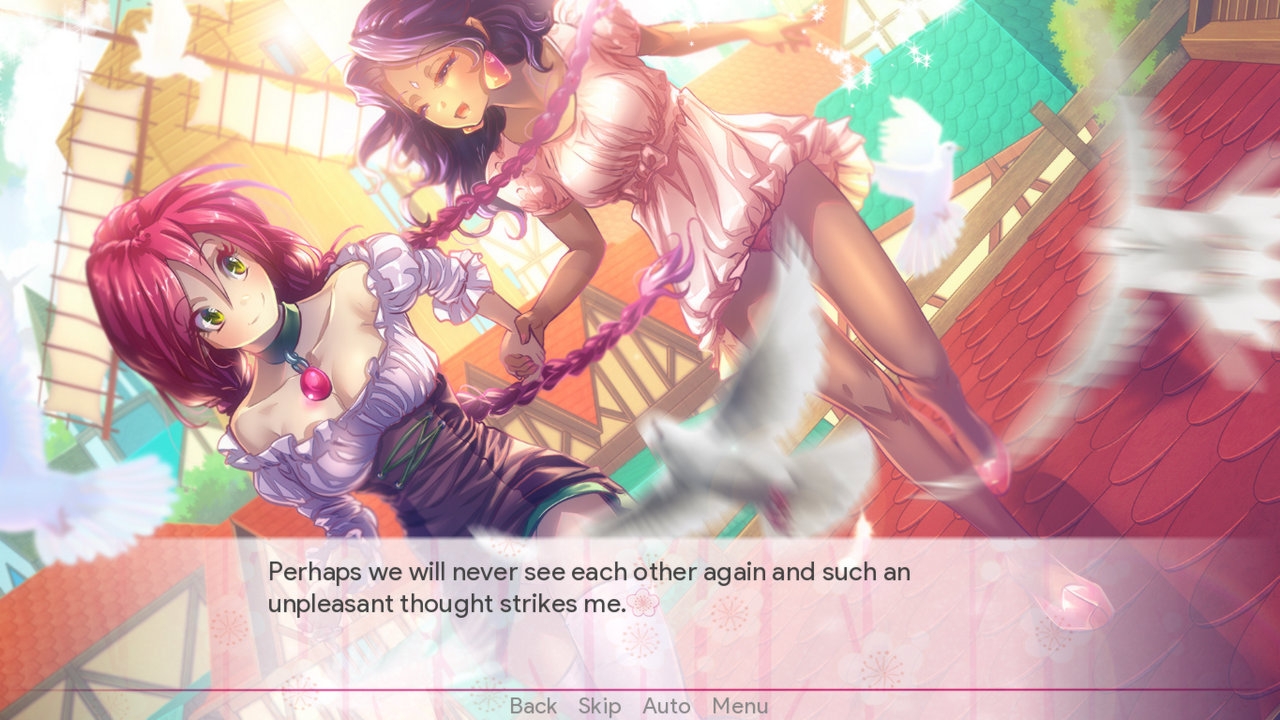 Perhaps we will never see each other again and such an
unpleasant thought strikes me.
Back Skip Auto Menu